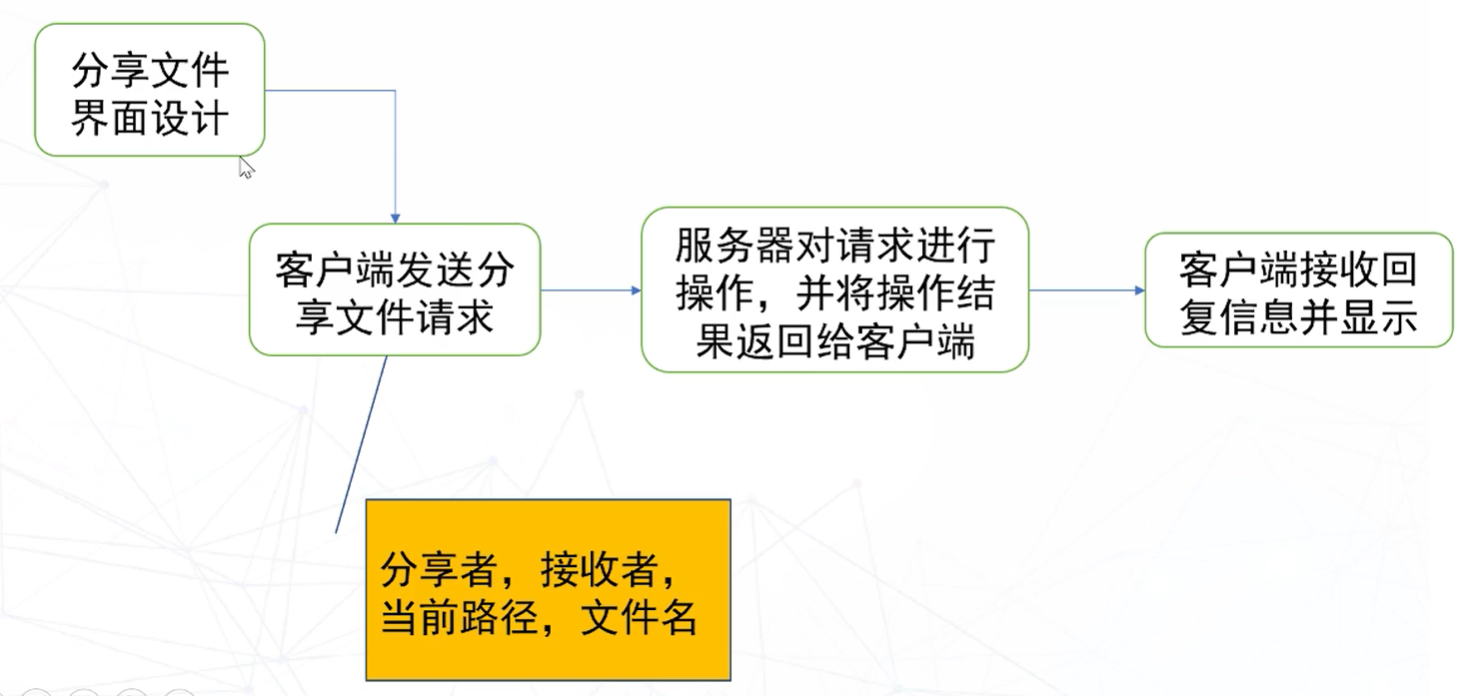 分享文件
界面设计
客户端发送分
享文件请求
服务器对请求进行
操作，并将操作结
果返回给客户端
客户端接收回
复信息并显示
分享者，接收者，
当前路径，文件名